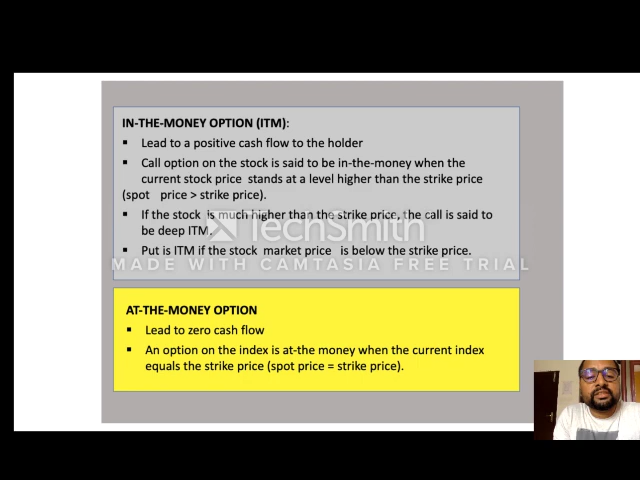 IN-THE-MONEY OPTION (ITM):
▪ Lead to a positive cash flow to the holder
▪ Call option on the stock is said to be in-the-money when the
current stock price stands at a level higher than the strike price
(spot price > strike price).
▪ If the stock is much higher than the strike price, the call is said to
be deep ITM.
TechSmith
▪ Put is ITM if the stock market price is below the strike price.
MADE WITH CAMTASIA FREE TRIAL
AT-THE-MONEY OPTION
▪ Lead to zero cash flow
▪ An option on the index is at-the money when the current index
equals the strike price (spot price = strike price).